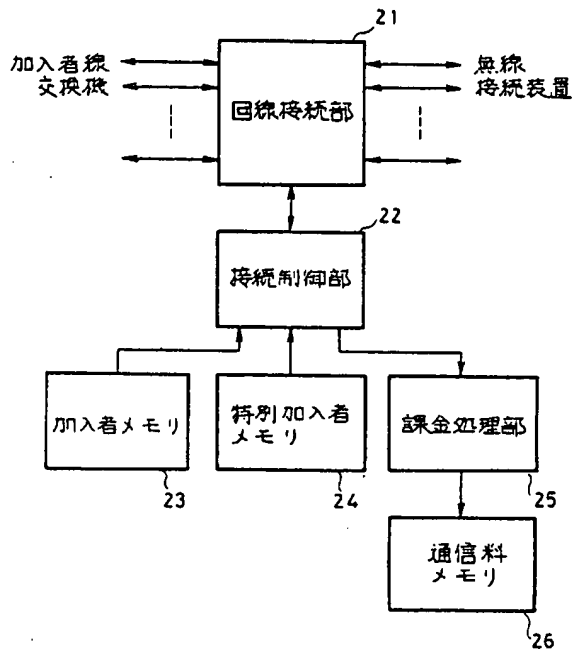 21
加入者線
交換機
回線接続部
無線
接続装置
22
接続制御部
加入者メモリ
23
特別加入者
メモリ
24
課金処理部
25
通信料
メモリ
26